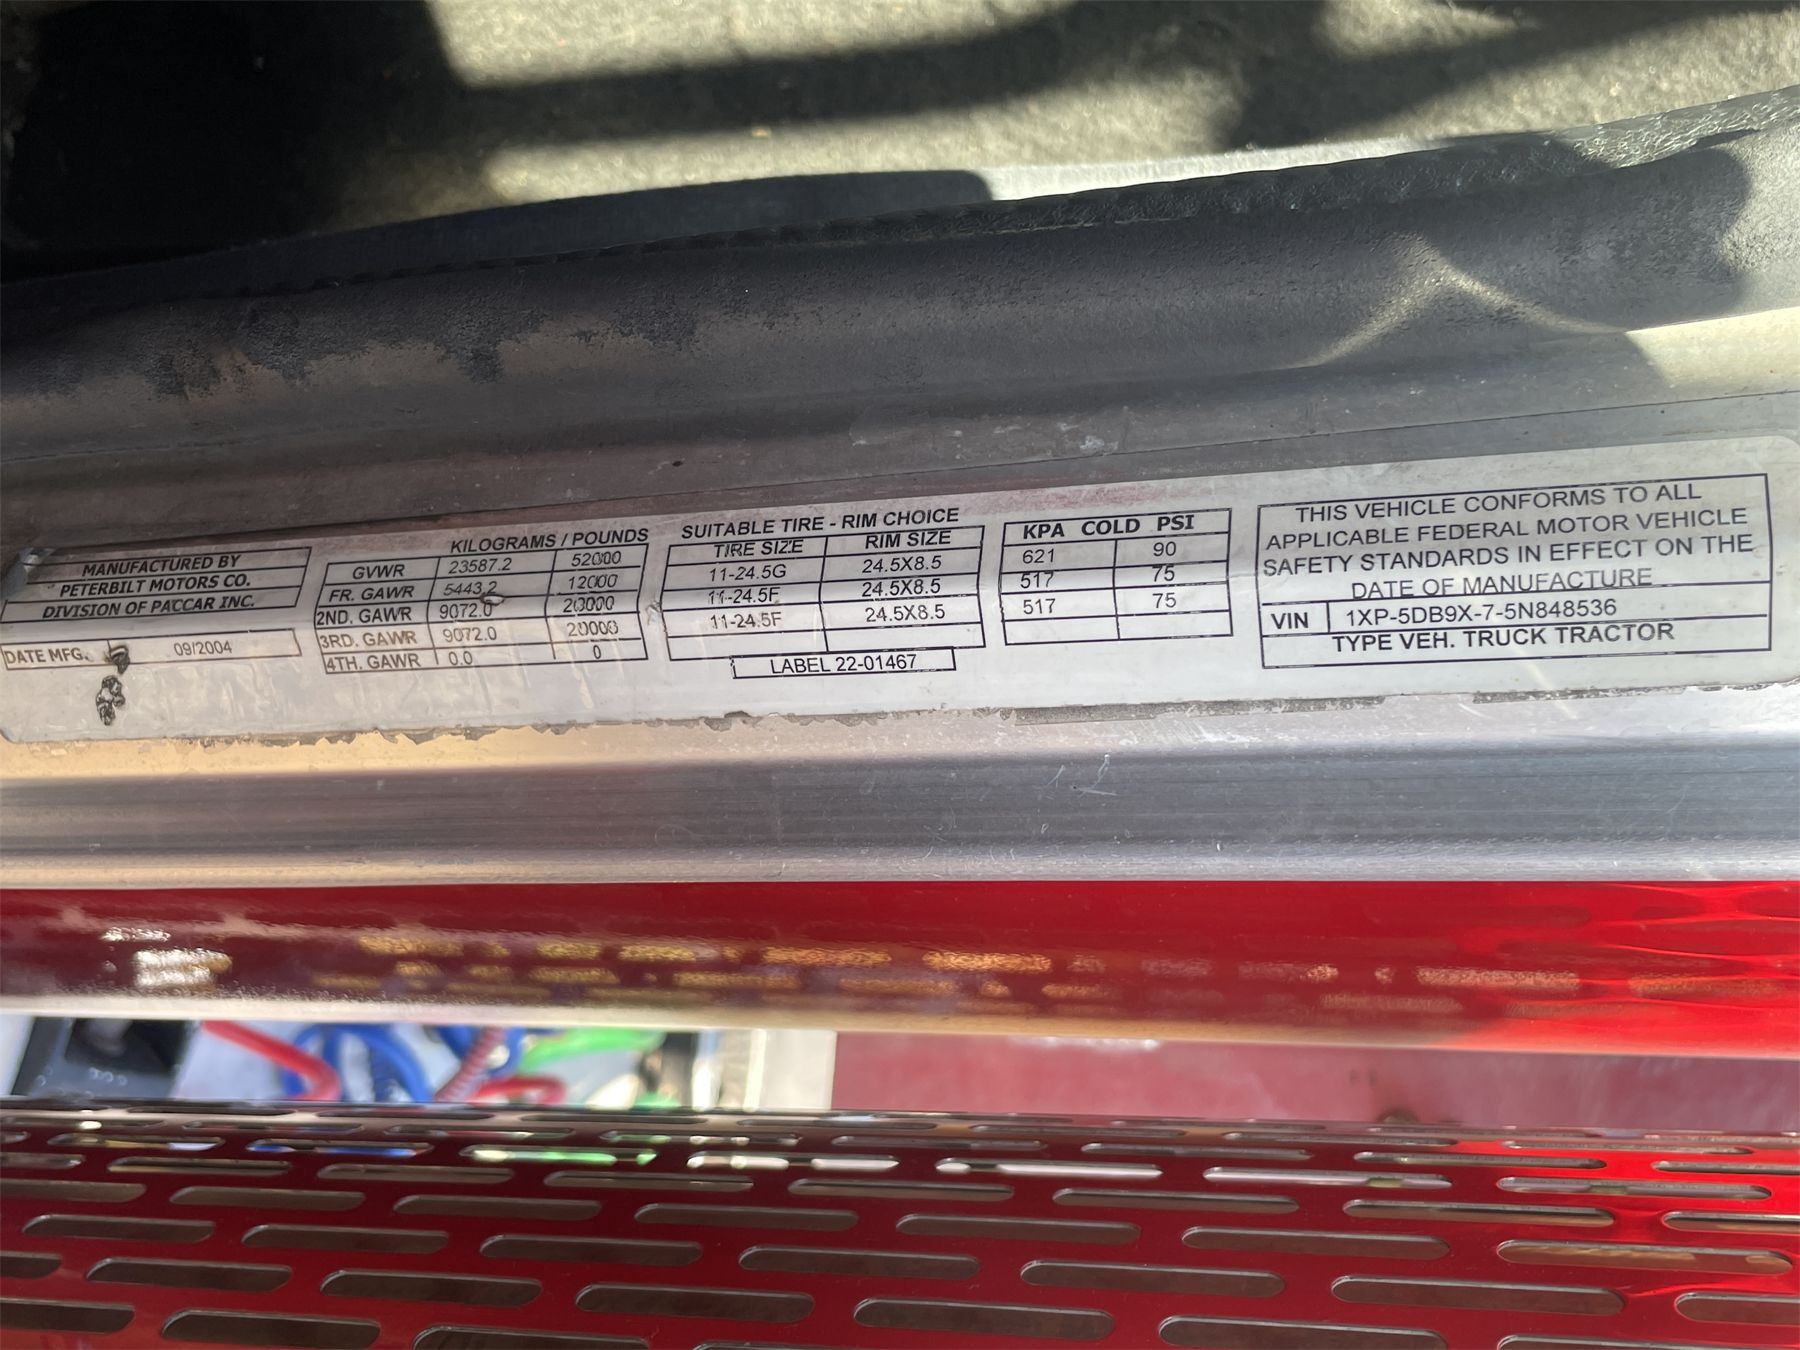 MANUFACTURED BY
PETERBILT MOTORS CO.
DIVISION OF PACCAR INC.
DATE MFG. 09/2004
KILOGRAMS / POUNDS
GVWR 23587.2 52000
FR. GAWR 5443.2 12000
2ND. GAWR 9072.0 20000
3RD. GAWR 9072.0 20000
4TH. GAWR 0.0 0
SUITABLE TIRE - RIM CHOICE
TIRE SIZE RIM SIZE
11-24.5G 24.5X8.5
11-24.5F 24.5X8.5
11-24.5F 24.5X8.5
LABEL 22-01467
KPA COLD PSI
621 90
517 75
517 75
THIS VEHICLE CONFORMS TO ALL
APPLICABLE FEDERAL MOTOR VEHICLE
SAFETY STANDARDS IN EFFECT ON THE
DATE OF MANUFACTURE
VIN 1XP-5DB9X-7-5N848536
TYPE VEH. TRUCK TRACTOR